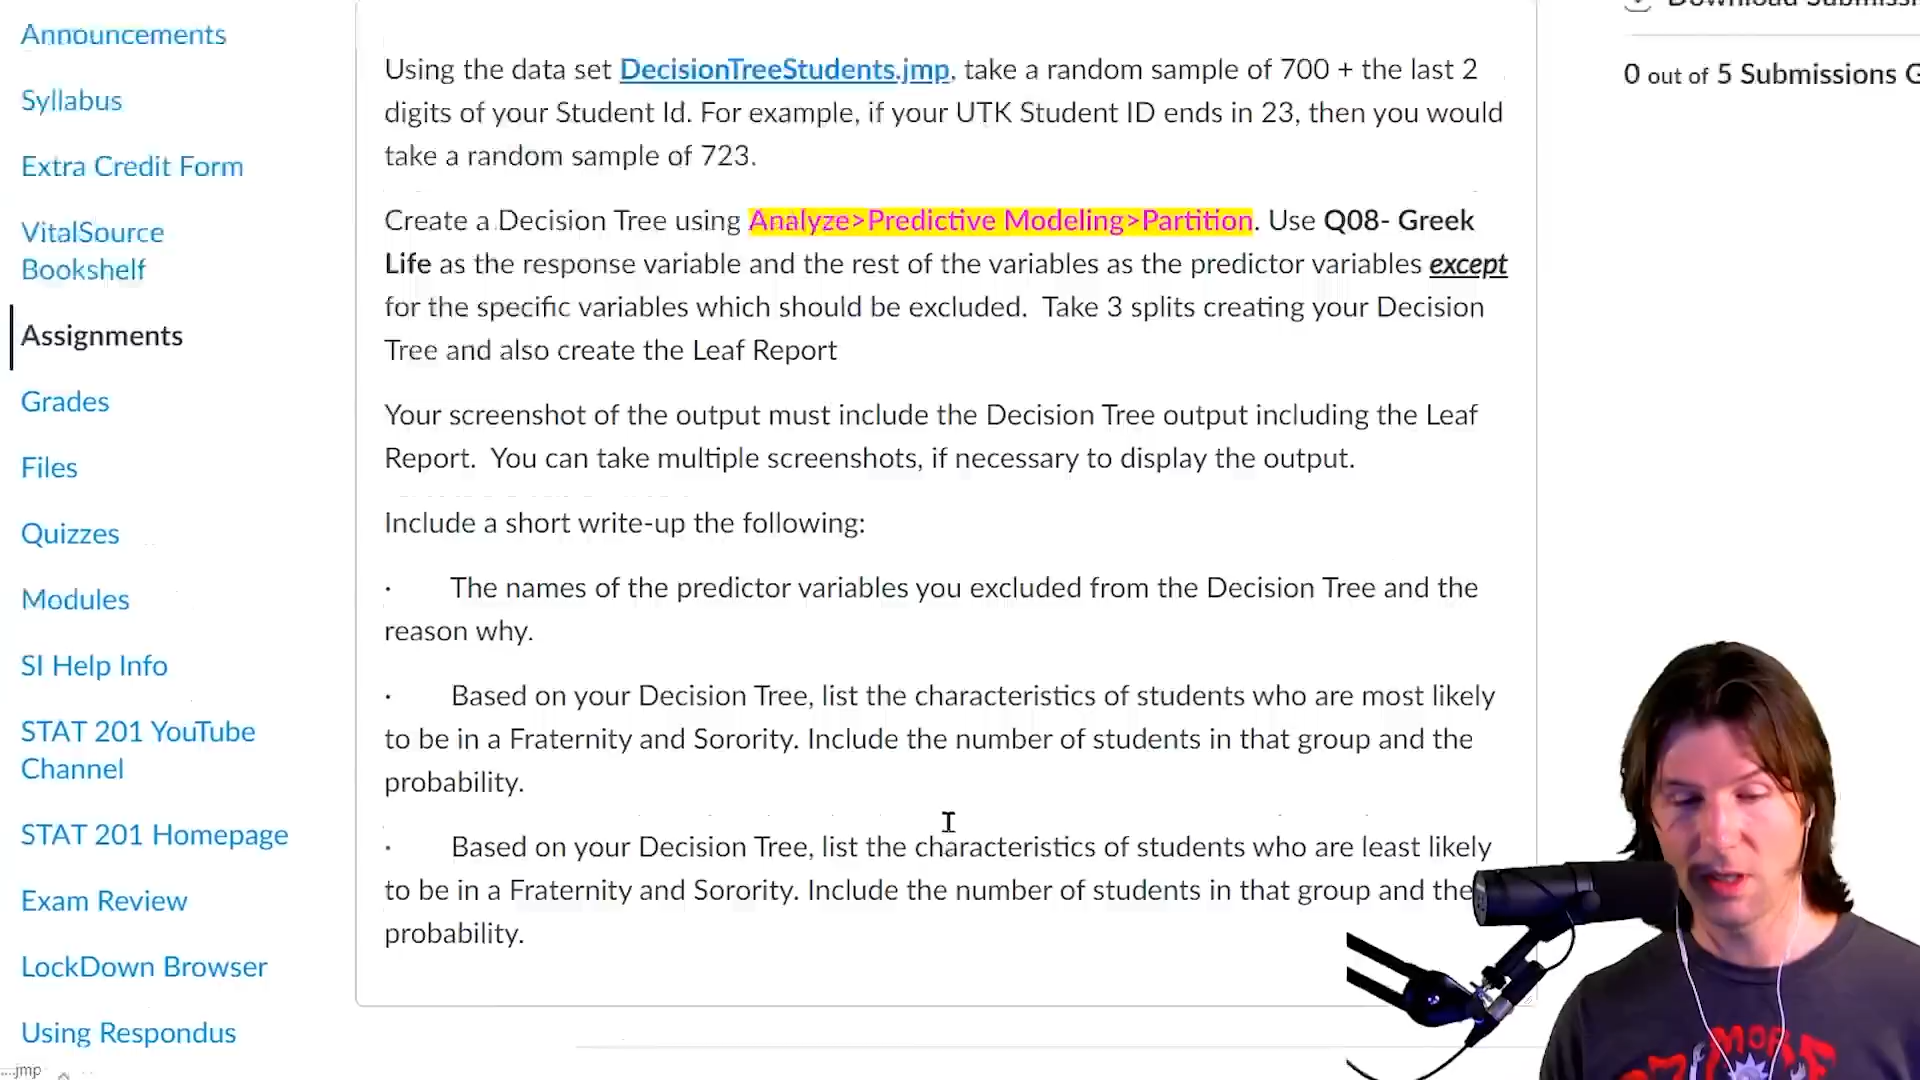 Announcements
Syllabus
Extra Credit Form
VitalSource
Bookshelf
Assignments
Grades
Files
Quizzes
Modules
SI Help Info
STAT 201 YouTube
Channel
STAT 201 Homepage
Exam Review
LockDown Browser
Using Respondus
...jmp
Using the data set DecisionTreeStudents.jmp, take a random sample of 700 + the last 2
digits of your Student Id. For example, if your UTK Student ID ends in 23, then you would
take a random sample of 723.
Create a Decision Tree using Analyze>Predictive Modeling>Partition. Use Q08- Greek
Life as the response variable and the rest of the variables as the predictor variables except
for the specific variables which should be excluded.  Take 3 splits creating your Decision
Tree and also create the Leaf Report
Your screenshot of the output must include the Decision Tree output including the Leaf
Report.  You can take multiple screenshots, if necessary to display the output.
Include a short write-up the following:
· The names of the predictor variables you excluded from the Decision Tree and the
reason why.
· Based on your Decision Tree, list the characteristics of students who are most likely
to be in a Fraternity and Sorority. Include the number of students in that group and the
probability.
· Based on your Decision Tree, list the characteristics of students who are least likely
to be in a Fraternity and Sorority. Include the number of students in that group and the
probability.
0 out of 5 Submissions G